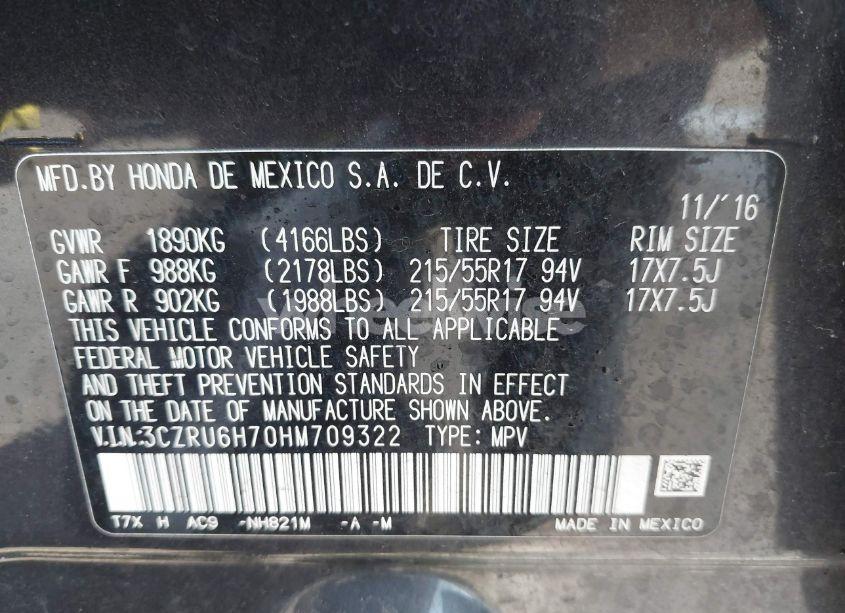 MFD.BY HONDA DE MEXICO S.A. DE C.V.
11/'16
GVWR 1890KG (4166LBS) TIRE SIZE RIM SIZE
GAWR F 988KG (2178LBS) 215/55R17 94V 17X7.5J
GAWR R 902KG (1988LBS) 215/55R17 94V 17X7.5J
THIS VEHICLE CONFORMS TO ALL APPLICABLE
FEDERAL MOTOR VEHICLE SAFETY
AND THEFT PREVENTION STANDARDS IN EFFECT
ON THE DATE OF MANUFACTURE SHOWN ABOVE.
V.I.N.:3CZRU6H70HM709322 TYPE: MPV
T7X H AC9 -NH821M -A -M MADE IN MEXICO